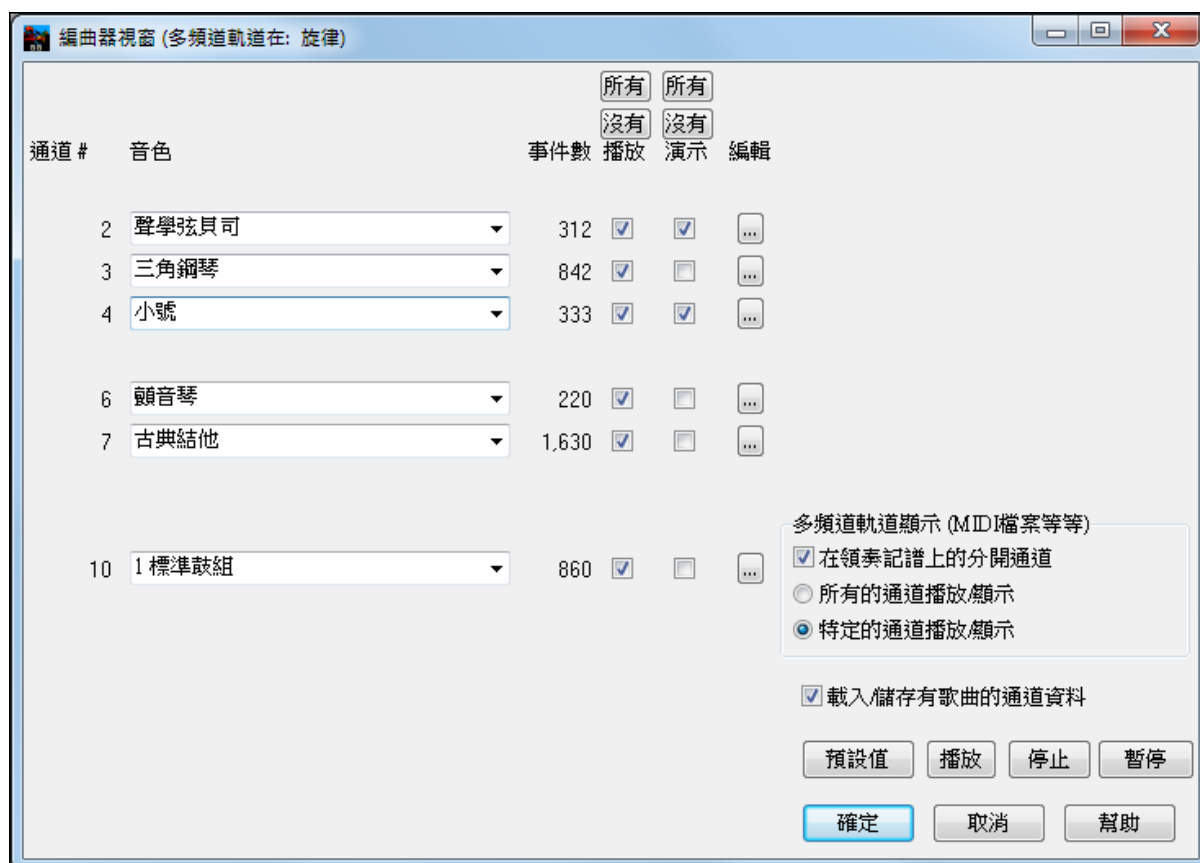 編曲器視窗 (多頻道軌道在: 旋律)
所有 所有
沒有 沒有
通道 # 音色 事件數 播放 演示 編輯
2 聲學弦貝司 312 ...
3 三角鋼琴 842 ...
4 小號 333 ...
6 顫音琴 220 ...
7 古典結他 1,630 ...
多頻道軌道顯示 (MIDI檔案等等)
在領奏記譜上的分開通道
10 1 標準鼓組 860 ...
所有的通道播放/顯示
特定的通道播放/顯示
載入/儲存有歌曲的通道資料
預設值 播放 停止 暫停
確定 取消 幫助